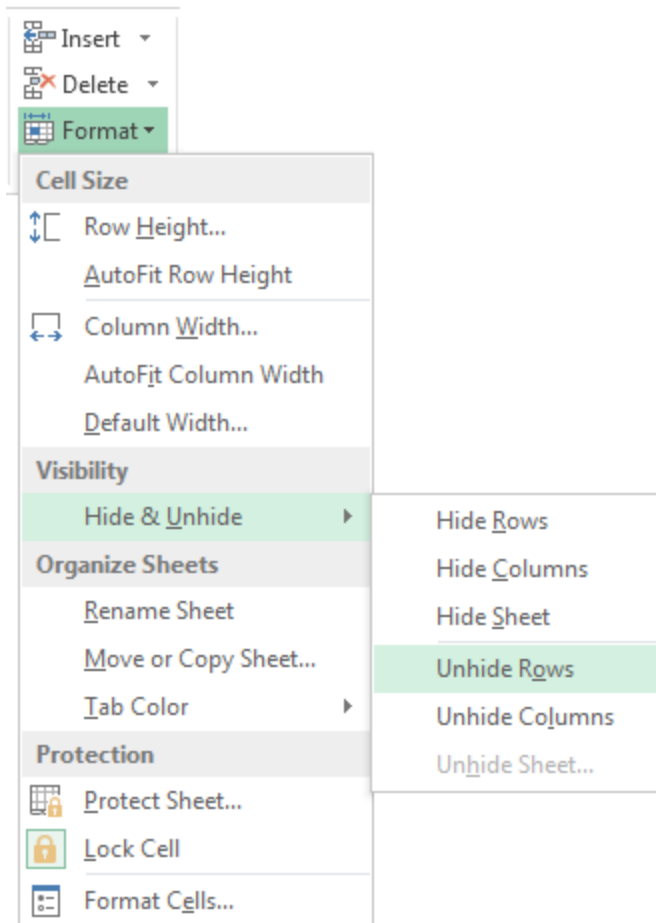 Insert
Delete
Format
Cell Size
Row Height...
AutoFit Row Height
Column Width...
AutoFit Column Width
Default Width...
Visibility
Hide & Unhide
Hide Rows
Hide Columns
Hide Sheet
Unhide Rows
Unhide Columns
Unhide Sheet...
Organize Sheets
Rename Sheet
Move or Copy Sheet...
Tab Color
Protection
Protect Sheet...
Lock Cell
Format Cells...